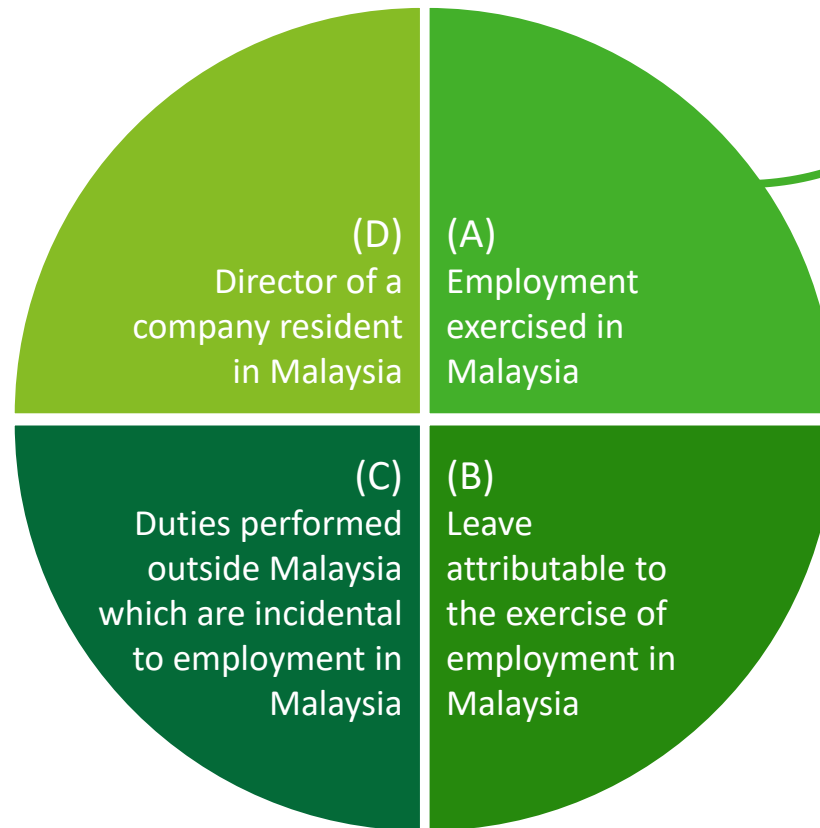 (D)
Director of a
company resident
in Malaysia
(A)
Employment
exercised in
Malaysia
(C)
Duties performed
outside Malaysia
which are incidental
to employment in
Malaysia
(B)
Leave
attributable to
the exercise of
employment in
Malaysia